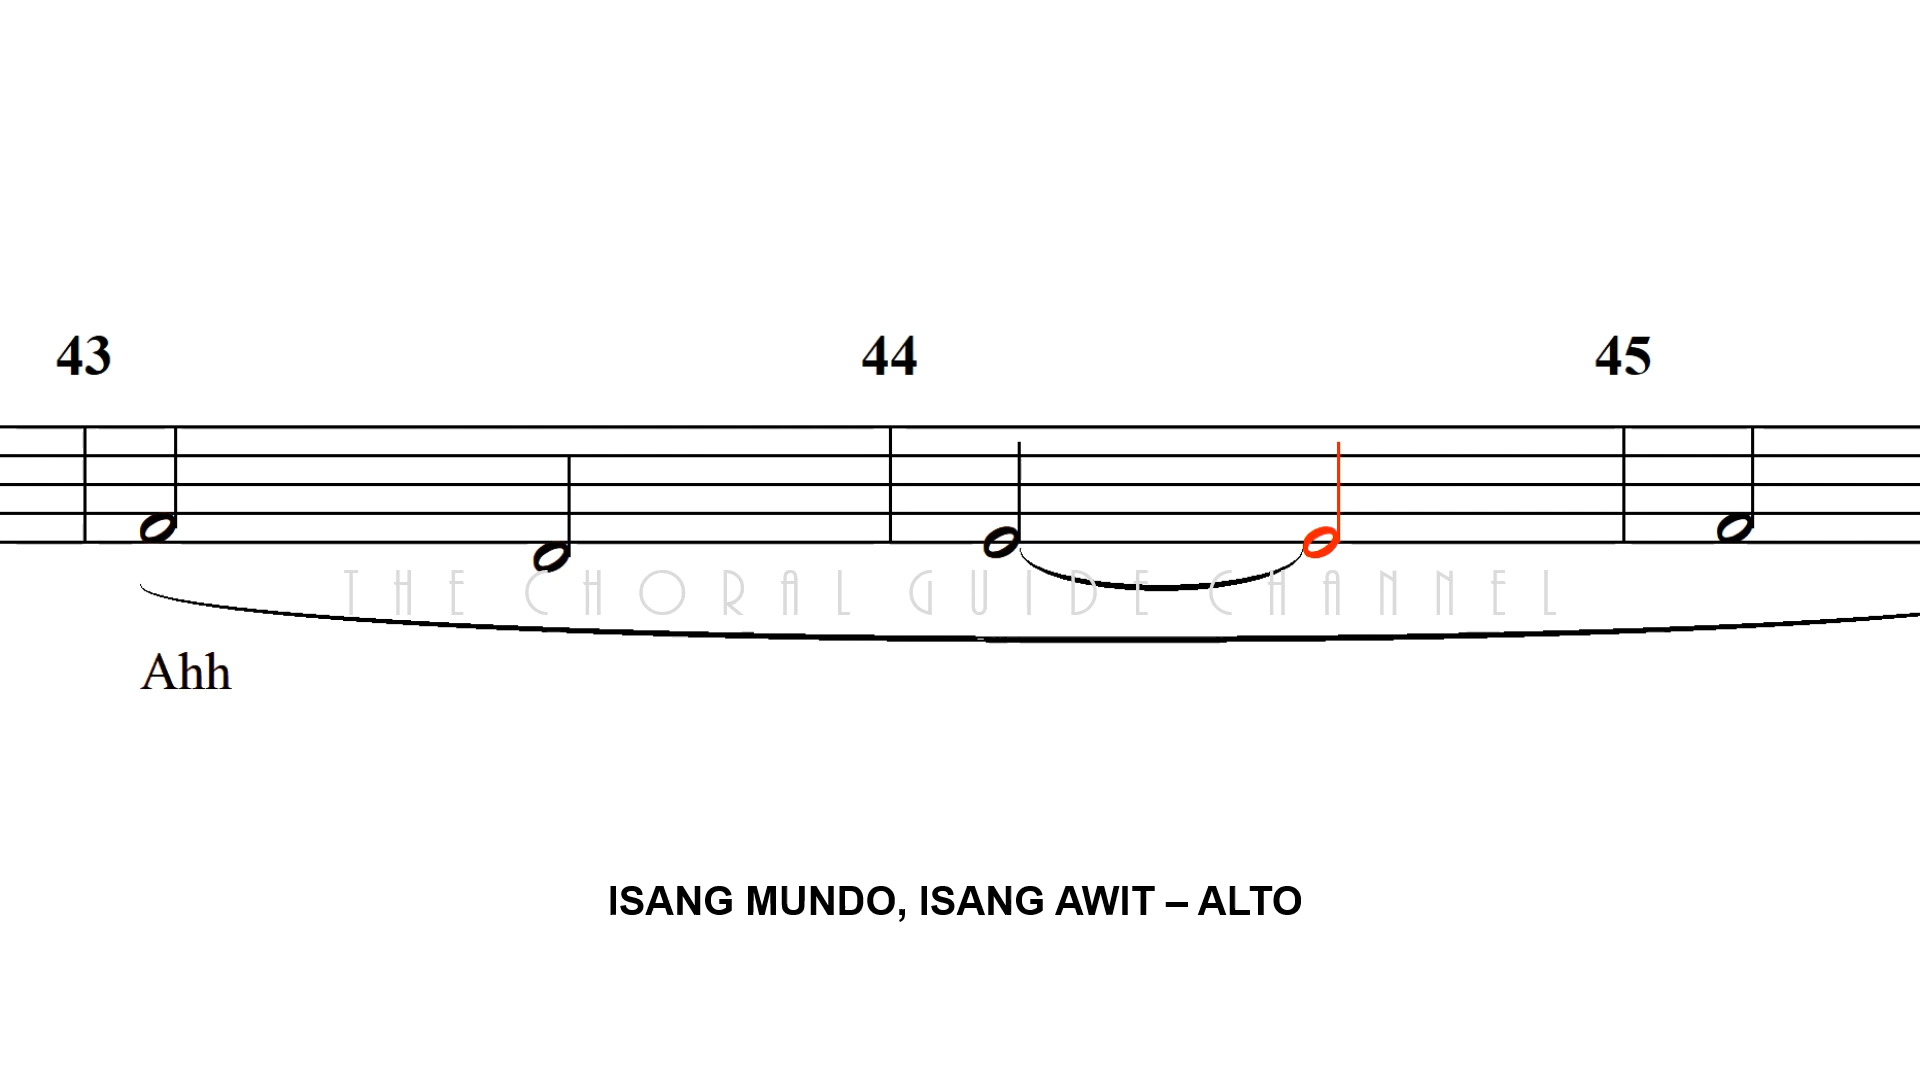 43 44 45
THE CHORAL GUIDE CHANNEL
Ahh
ISANG MUNDO, ISANG AWIT – ALTO